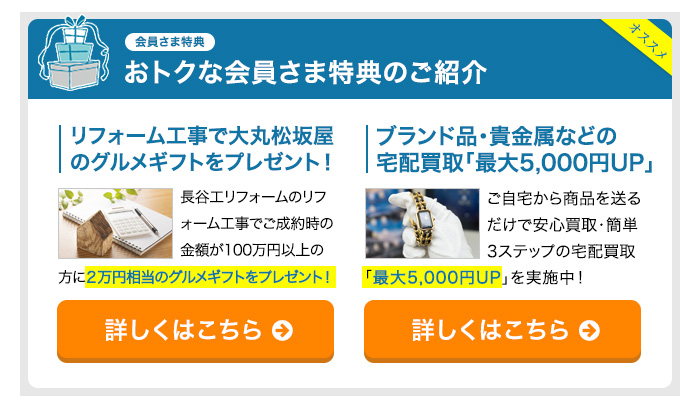 会員さま特典
おトクな会員さま特典のご紹介
オススメ
リフォーム工事で大丸松坂屋
のグルメギフトをプレゼント！
長谷工リフォームのリフ
ォーム工事でご成約時の
金額が100万円以上の
方に2万円相当のグルメギフトをプレゼント！
詳しくはこちら
ブランド品・貴金属などの
宅配買取「最大5,000円UP」
ご自宅から商品を送る
だけで安心買取・簡単
3ステップの宅配買取
「最大5,000円UP」を実施中！
詳しくはこちら